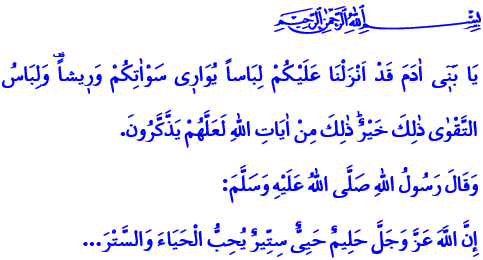 بِسْمِ اللّٰهِ الرَّحْمٰنِ الرَّحِيمِ
يَا بَنٓي اٰدَمَ قَدْ اَنْزَلْنَا عَلَيْكُمْ لِبَاساً يُوَار۪ي سَوْاٰتِكُمْ وَر۪يشاًۜ وَلِبَاسُ
التَّقْوٰى ذٰلِكَ خَيْرٌۜ ذٰلِكَ مِنْ اٰيَاتِ اللّٰهِ لَعَلَّهُمْ يَذَّكَّرُونَ.
وَقَالَ رَسُولُ اللّٰهِ صَلَّى اللّٰهُ عَلَيْهِ وَسَلَّمَ:
إِنَّ اللّٰهَ عَزَّ وَجَلَّ حَلِيمٌ حَيِيٌّ سِتِّيرٌ يُحِبُّ الْحَيَاءَ وَالسَّتْرَ...